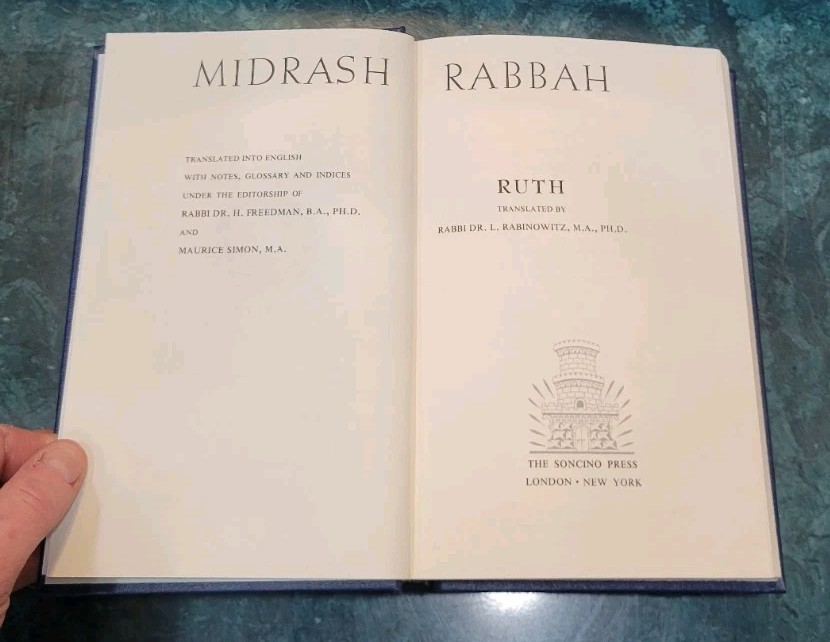 MIDRASH RABBAH
TRANSLATED INTO ENGLISH
WITH NOTES, GLOSSARY AND INDICES
UNDER THE EDITORSHIP OF
RABBI DR. H. FREEDMAN, B.A., PH.D.
AND
MAURICE SIMON, M.A.
RUTH
TRANSLATED BY
RABBI DR. L. RABINOWITZ, M.A., PH.D.
THE SONCINO PRESS
LONDON • NEW YORK